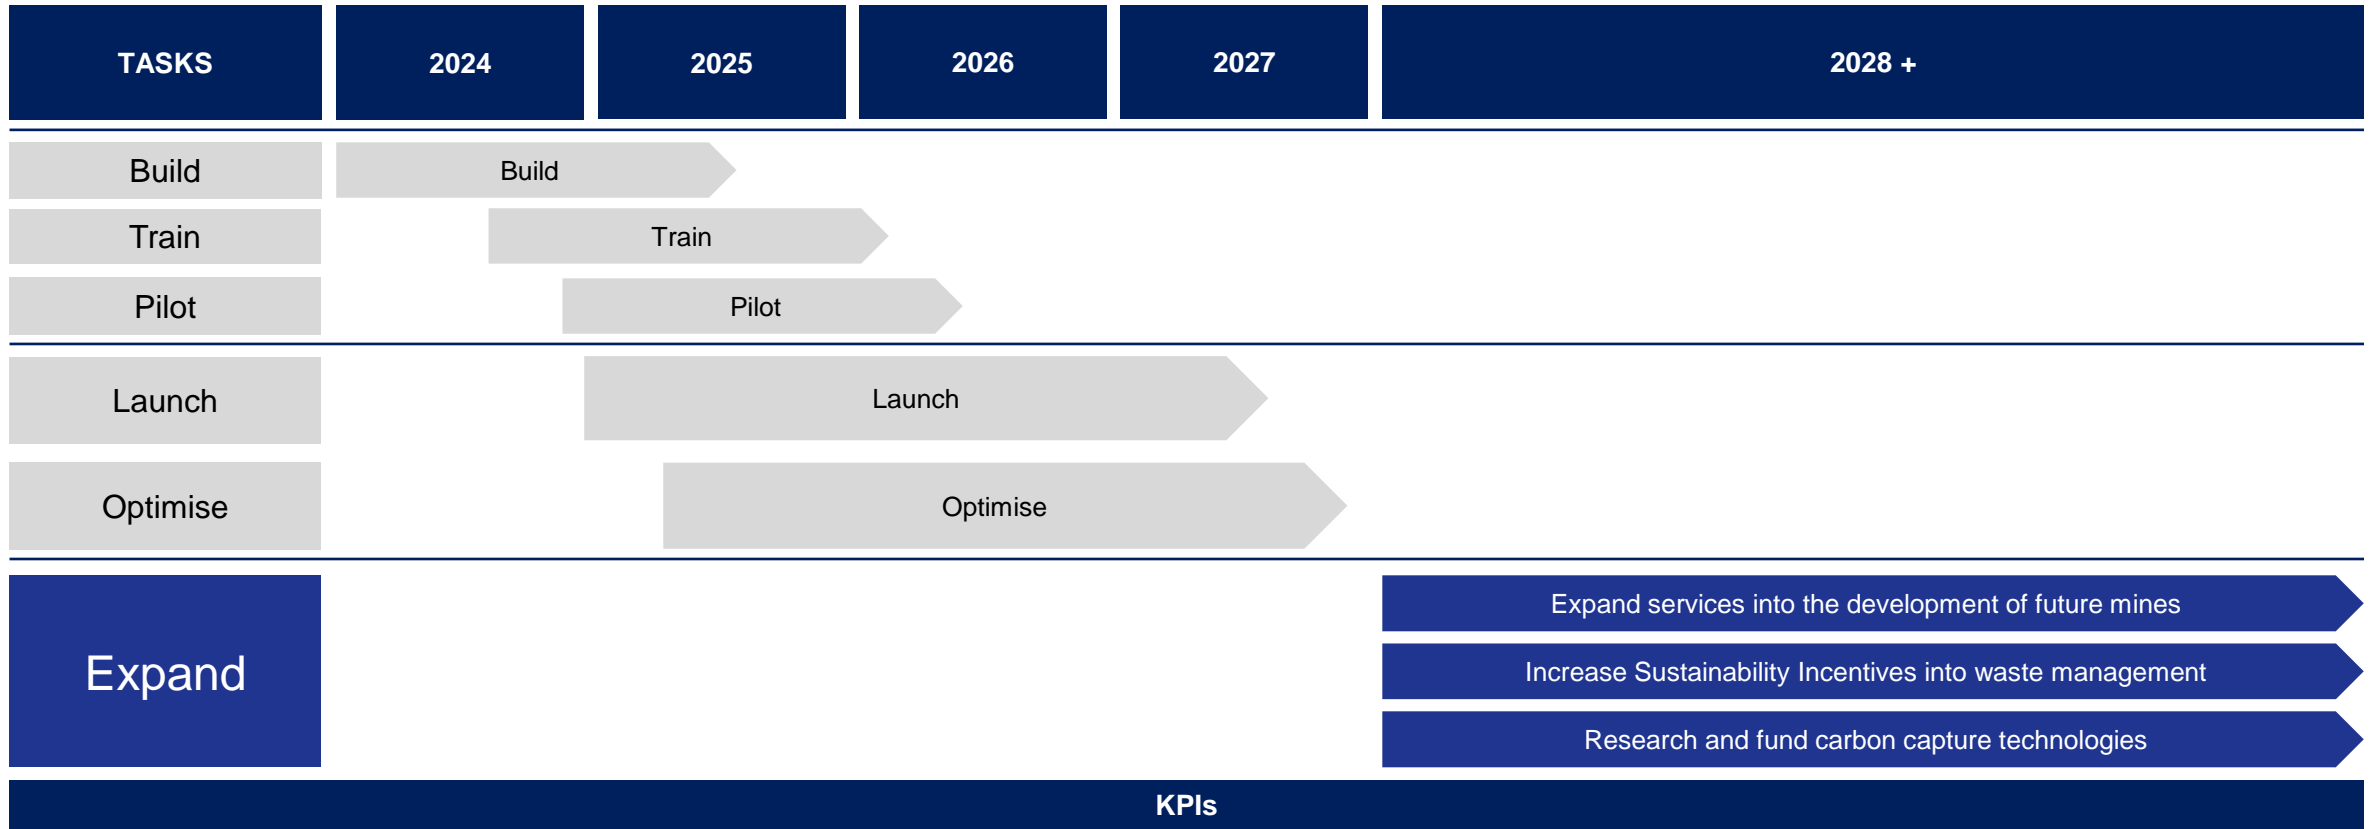 TASKS
2024
2025
2026
2027
2028 +
Build
Build
Train
Train
Pilot
Pilot
Launch
Launch
Optimise
Optimise
Expand
Expand services into the development of future mines
Increase Sustainability Incentives into waste management
Research and fund carbon capture technologies
KPIs